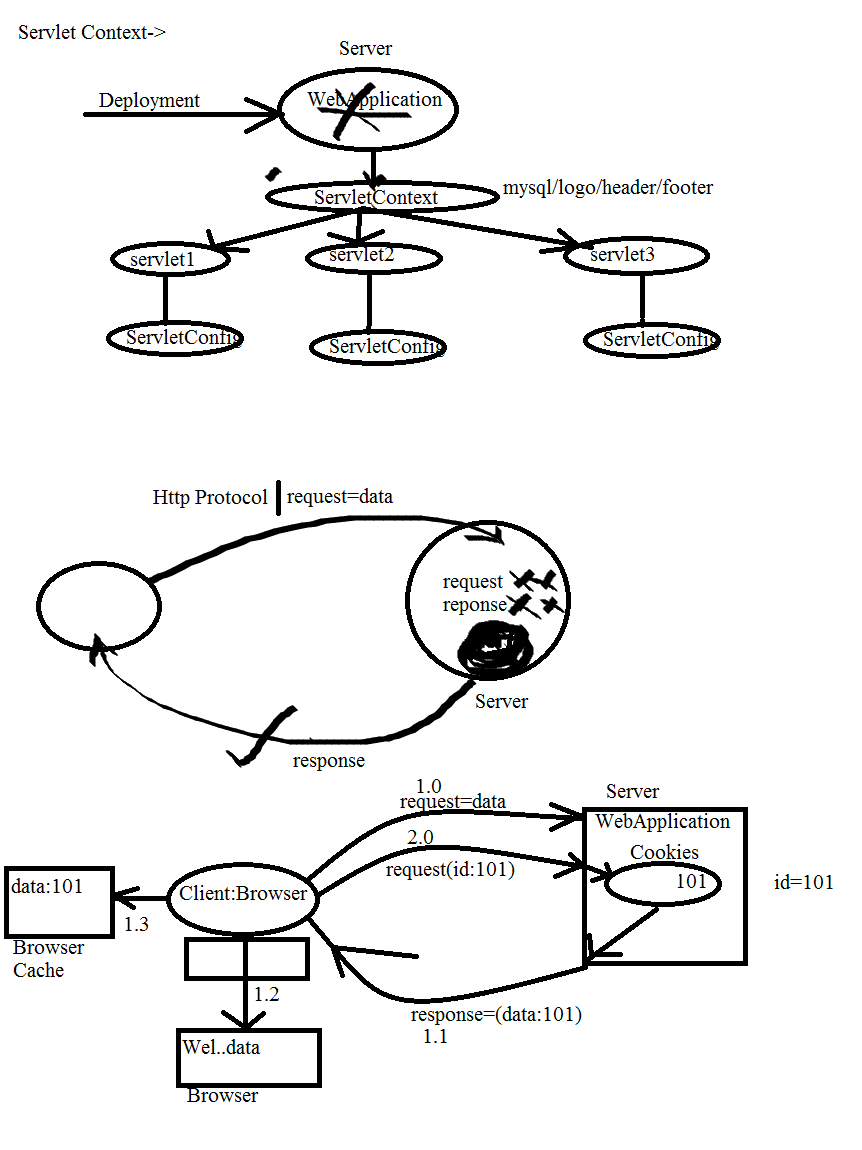 Servlet Context->
Server
Deployment
WebApplication
ServletContext
mysql/logo/header/footer
servlet1
servlet2
servlet3
ServletConfig
ServletConfig
ServletConfig
Http Protocol
request=data
request
reponse
Server
response
1.0
request=data
Server
WebApplication
2.0
Cookies
request(id:101)
101
id=101
data:101
Client:Browser
1.3
Browser
Cache
1.2
response=(data:101)
1.1
Wel..data
Browser